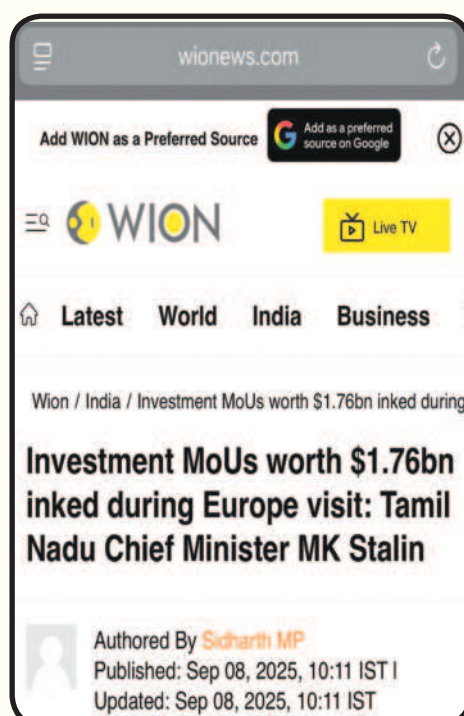 wionews.com
Add WION as a Preferred Source
Add as a preferred
source on Google
WION
Live TV
Latest World India Business
Wion / India / Investment MoUs worth $1.76bn inked during
Investment MoUs worth $1.76bn
inked during Europe visit: Tamil
Nadu Chief Minister MK Stalin
Authored By Sidharth MP
Published: Sep 08, 2025, 10:11 IST I
Updated: Sep 08, 2025, 10:11 IST